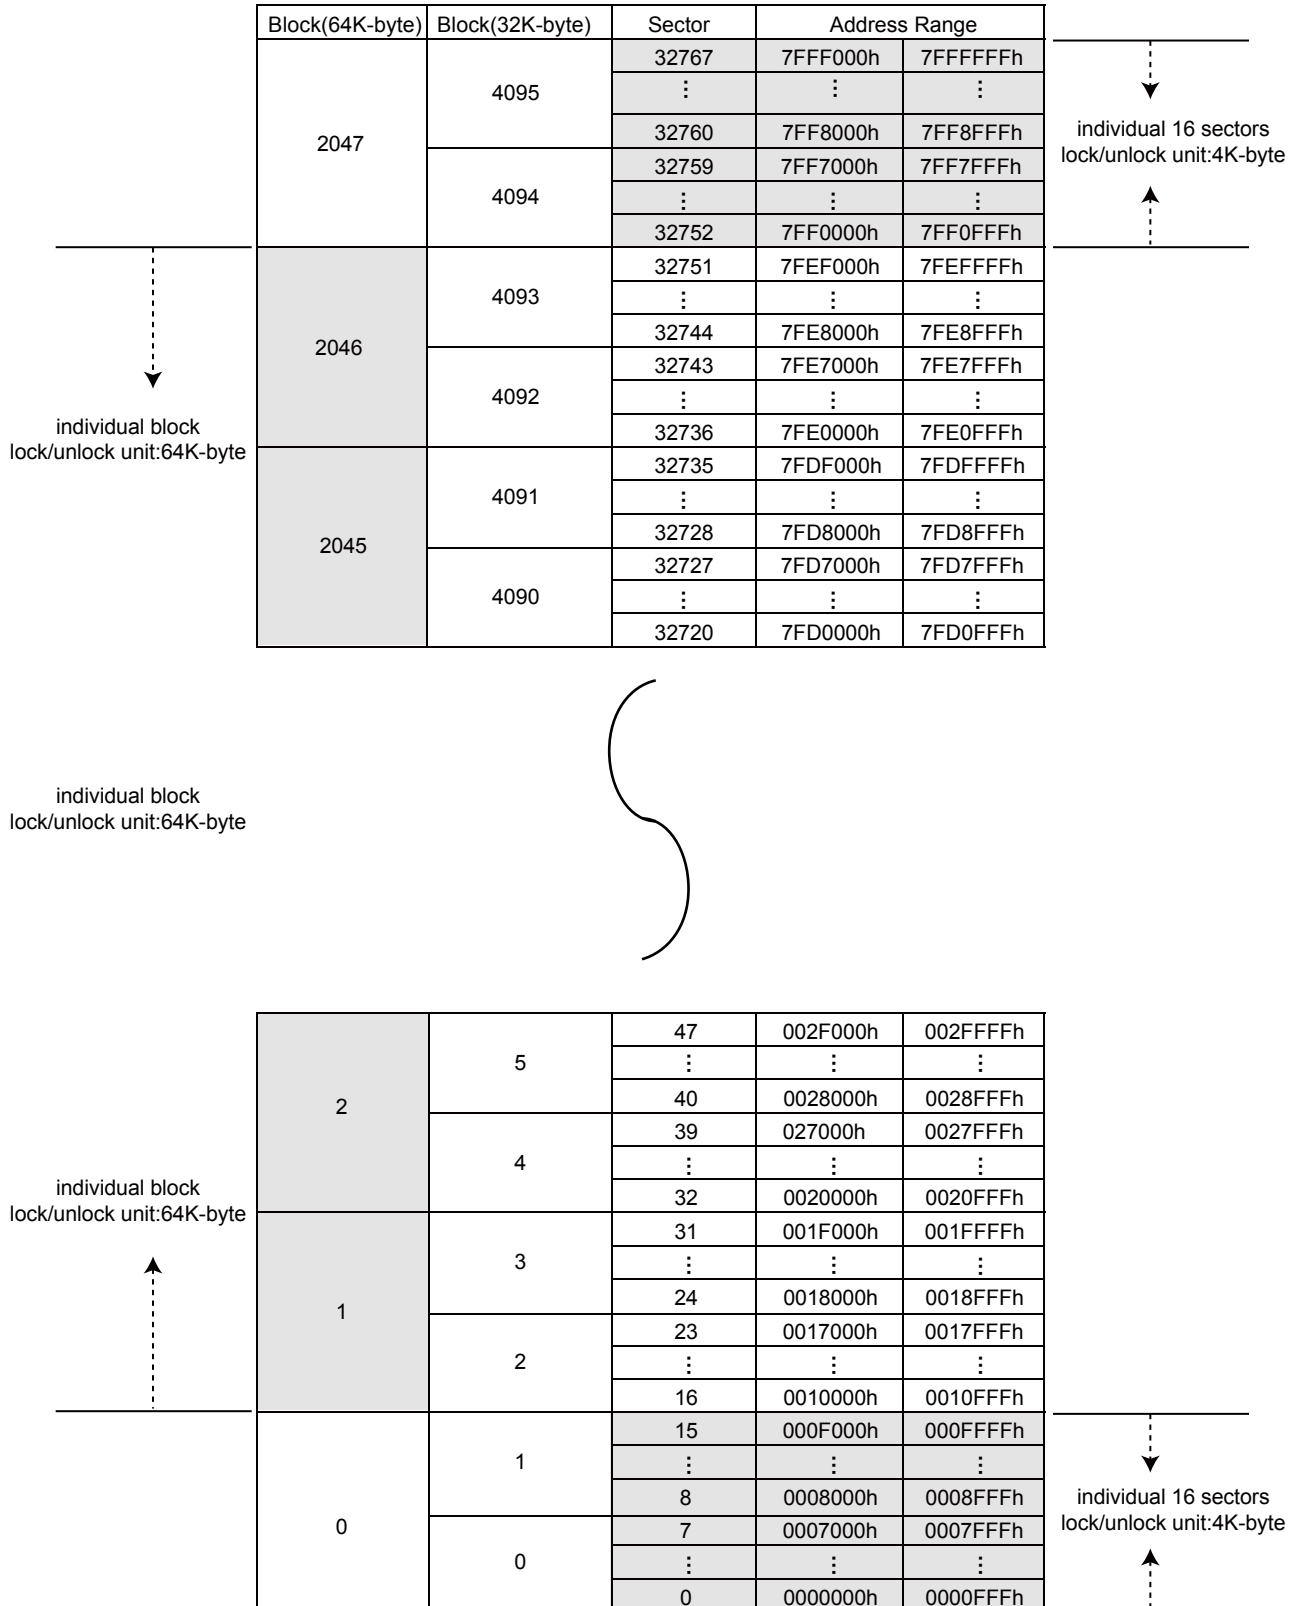 Block(64K-byte) Block(32K-byte) Sector Address Range
32767 7FFF000h 7FFFFFFh
4095
32760 7FF8000h 7FF8FFFh
2047
32759 7FF7000h 7FF7FFFh
4094
32752 7FF0000h 7FF0FFFh
individual 16 sectors
lock/unlock unit:4K-byte
32751 7FEF000h 7FEFFFFh
4093
32744 7FE8000h 7FE8FFFh
2046
32743 7FE7000h 7FE7FFFh
4092
32736 7FE0000h 7FE0FFFh
individual block
lock/unlock unit:64K-byte
32735 7FDF000h 7FDFFFFh
4091
32728 7FD8000h 7FD8FFFh
2045
32727 7FD7000h 7FD7FFFh
4090
32720 7FD0000h 7FD0FFFh
individual block
lock/unlock unit:64K-byte
47 002F000h 002FFFFh
5
40 0028000h 0028FFFh
2
39 027000h 0027FFFh
4
32 0020000h 0020FFFh
individual block
lock/unlock unit:64K-byte
31 001F000h 001FFFFh
3
24 0018000h 0018FFFh
1
23 0017000h 0017FFFh
2
16 0010000h 0010FFFh
15 000F000h 000FFFFh
1
8 0008000h 0008FFFh
0
7 0007000h 0007FFFh
0
0 0000000h 0000FFFh
individual 16 sectors
lock/unlock unit:4K-byte